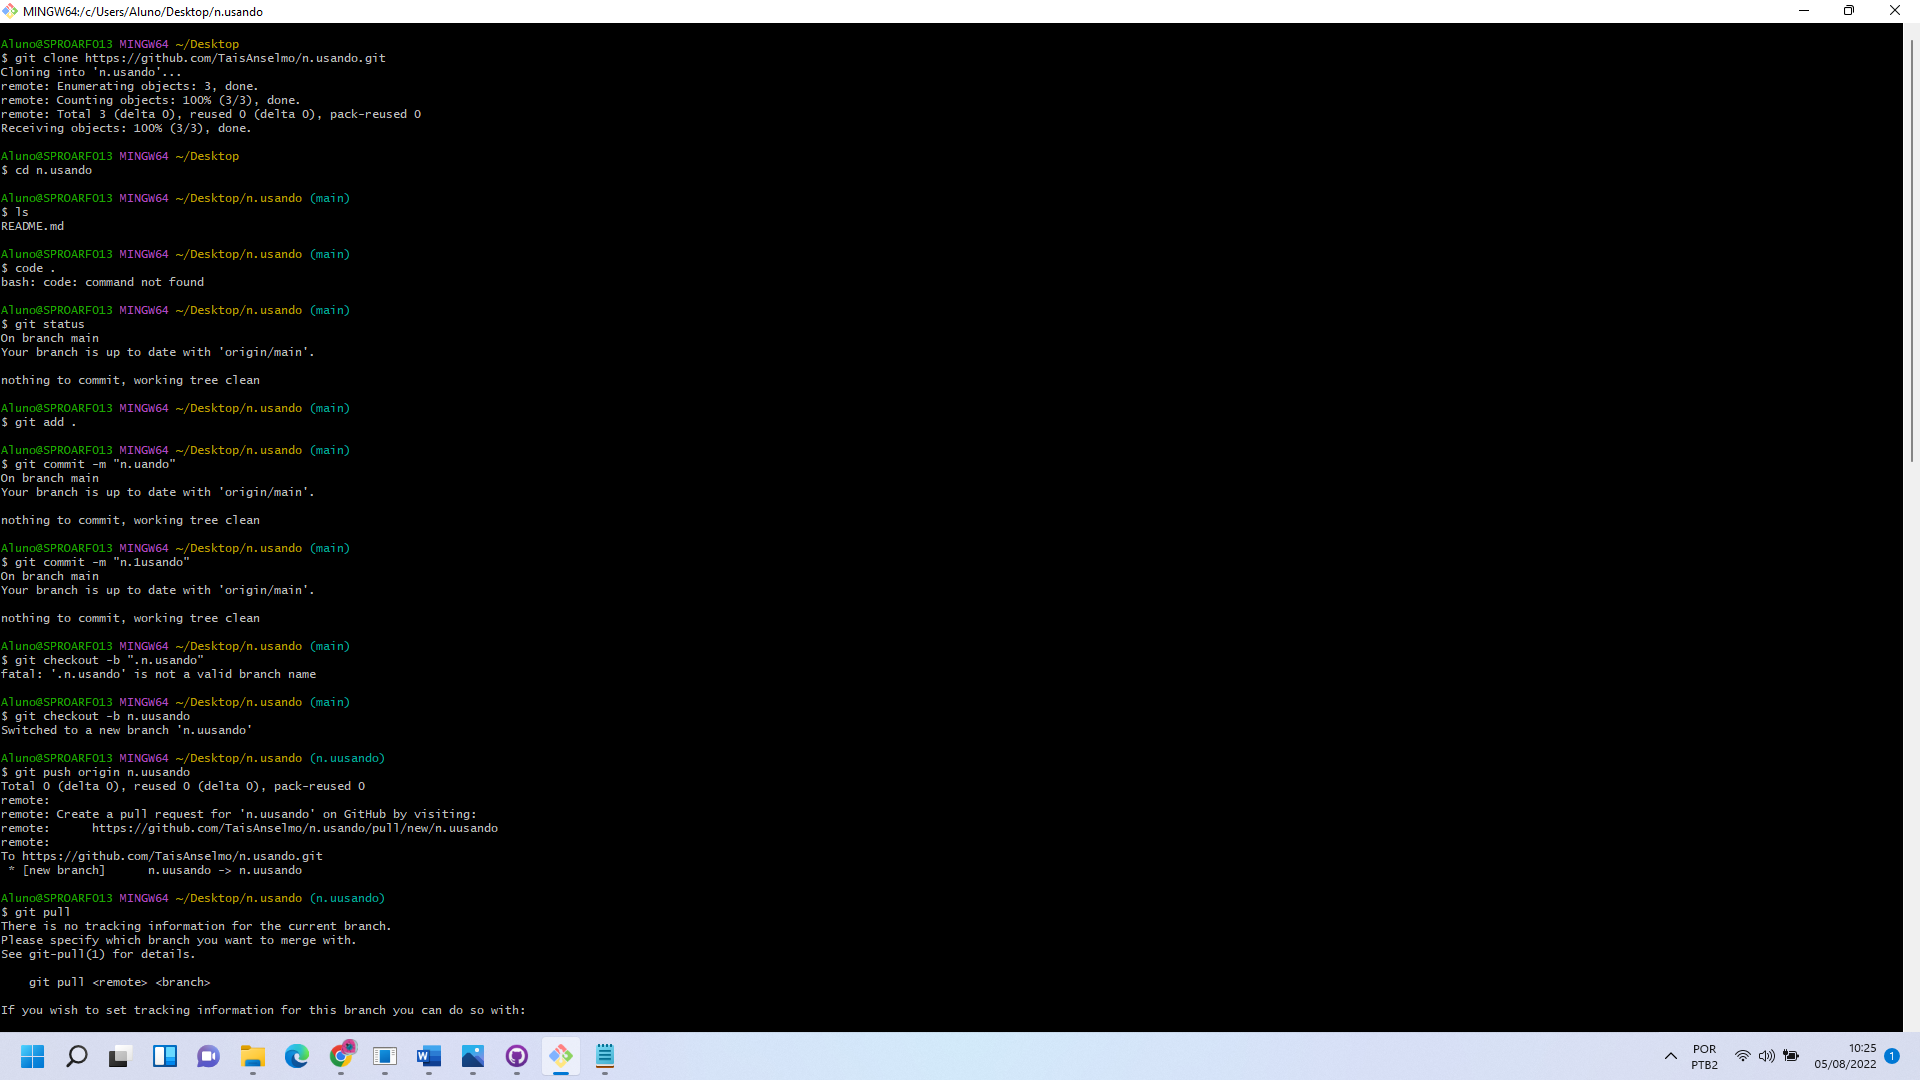 MINGW64:/c/Users/Aluno/Desktop/n.usando
Aluno@SPROARF013 MINGW64 ~/Desktop
$ git clone https://github.com/TaisAnselmo/n.usando.git
Cloning into 'n.usando'...
remote: Enumerating objects: 3, done.
remote: Counting objects: 100% (3/3), done.
remote: Total 3 (delta 0), reused 0 (delta 0), pack-reused 0
Receiving objects: 100% (3/3), done.
Aluno@SPROARF013 MINGW64 ~/Desktop
$ cd n.usando
Aluno@SPROARF013 MINGW64 ~/Desktop/n.usando (main)
$ ls
README.md
Aluno@SPROARF013 MINGW64 ~/Desktop/n.usando (main)
$ code .
bash: code: command not found
Aluno@SPROARF013 MINGW64 ~/Desktop/n.usando (main)
$ git status
On branch main
Your branch is up to date with 'origin/main'.
nothing to commit, working tree clean
Aluno@SPROARF013 MINGW64 ~/Desktop/n.usando (main)
$ git add .
Aluno@SPROARF013 MINGW64 ~/Desktop/n.usando (main)
$ git commit -m "n.uando"
On branch main
Your branch is up to date with 'origin/main'.
nothing to commit, working tree clean
Aluno@SPROARF013 MINGW64 ~/Desktop/n.usando (main)
$ git commit -m "n.1usando"
On branch main
Your branch is up to date with 'origin/main'.
nothing to commit, working tree clean
Aluno@SPROARF013 MINGW64 ~/Desktop/n.usando (main)
$ git checkout -b ".n.usando"
fatal: '.n.usando' is not a valid branch name
Aluno@SPROARF013 MINGW64 ~/Desktop/n.usando (main)
$ git checkout -b n.uusando
Switched to a new branch 'n.uusando'
Aluno@SPROARF013 MINGW64 ~/Desktop/n.usando (n.uusando)
$ git push origin n.uusando
Total 0 (delta 0), reused 0 (delta 0), pack-reused 0
remote:
remote: Create a pull request for 'n.uusando' on GitHub by visiting:
remote:      https://github.com/TaisAnselmo/n.usando/pull/new/n.uusando
remote:
To https://github.com/TaisAnselmo/n.usando.git
 * [new branch]      n.uusando -> n.uusando
Aluno@SPROARF013 MINGW64 ~/Desktop/n.usando (n.uusando)
$ git pull
There is no tracking information for the current branch.
Please specify which branch you want to merge with.
See git-pull(1) for details.
    git pull <remote> <branch>
If you wish to set tracking information for this branch you can do so with:
POR
PTB2
10:25
05/08/2022
1